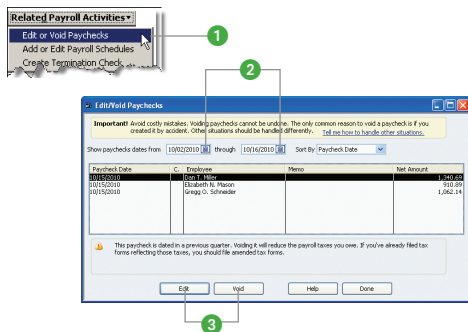 Related Payroll Activities
Edit or Void Paychecks
Add or Edit Payroll Schedules
Create Termination Check
1
2
Edit/Void Paychecks
Important! Avoid costly mistakes. Voiding paychecks cannot be undone. The only common reason to void a paycheck is if you
created it by accident. Other situations should be handled differently. Tell me how to handle other situations.
Show paychecks dates from 10/02/2010 through 10/16/2010 Sort By Paycheck Date
Paycheck Date C. Employee Memo Net Amount
10/15/2010 Dan T. Miller 1,340.69
10/15/2010 Elizabeth N. Mason 910.89
10/15/2010 Gregg O. Schneider 1,062.14
This paycheck is dated in a previous quarter. Voiding it will reduce the payroll taxes you owe. If you've already filed tax
forms reflecting those taxes, you should file amended tax forms.
Edit Void Help Done
3